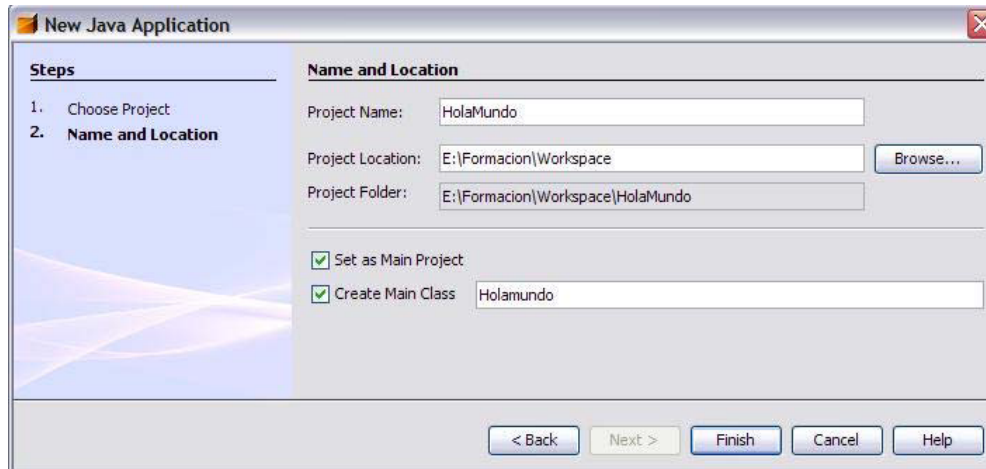 New Java Application
Steps
1. Choose Project
2. Name and Location
Name and Location
Project Name: HolaMundo
Project Location: E:\Formacion\Workspace Browse...
Project Folder: E:\Formacion\Workspace\HolaMundo
Set as Main Project
Create Main Class Holamundo
< Back Next > Finish Cancel Help